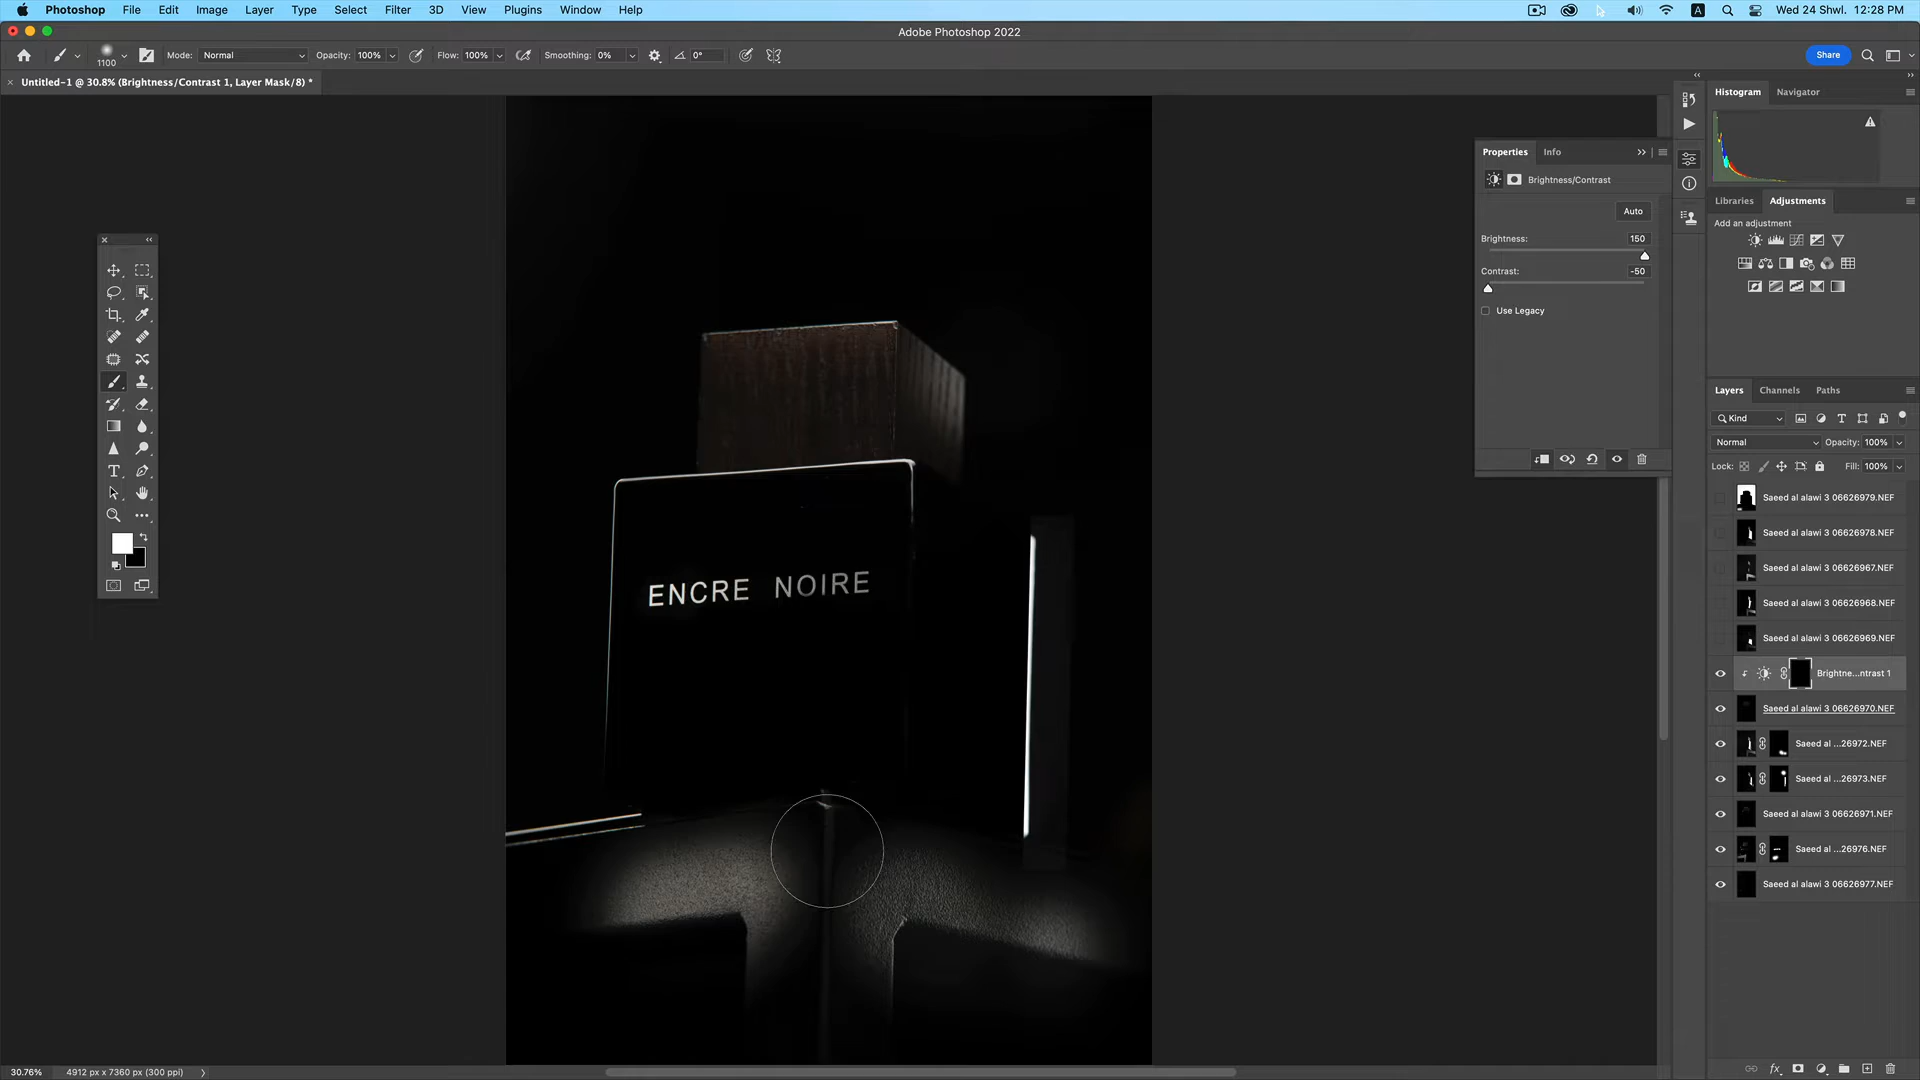 Photoshop File Edit Image Layer Type Select Filter 3D View Plugins Window Help
A Wed 24 Shwl. 12:28 PM
Adobe Photoshop 2022
1100 Mode: Normal Opacity: 100% Flow: 100% Smoothing: 0% 0° Share
Untitled-1 @ 30.8% (Brightness/Contrast 1, Layer Mask/8) *
Histogram Navigator
Properties Info
Brightness/Contrast
Auto
Brightness: 150
Contrast: -50
Use Legacy
Libraries Adjustments
Add an adjustment
Layers Channels Paths
Kind
Normal Opacity: 100%
Lock: Fill: 100%
Saeed al alawi 3 06626979.NEF
Saeed al alawi 3 06626978.NEF
Saeed al alawi 3 06626967.NEF
Saeed al alawi 3 06626968.NEF
Saeed al alawi 3 06626969.NEF
Brightne...ntrast 1
Saeed al alawi 3 06626970.NEF
Saeed al ...26972.NEF
Saeed al ...26973.NEF
Saeed al alawi 3 06626971.NEF
Saeed al ...26976.NEF
Saeed al alawi 3 06626977.NEF
ENCRE NOIRE
30.76% 4912 px x 7360 px (300 ppi)